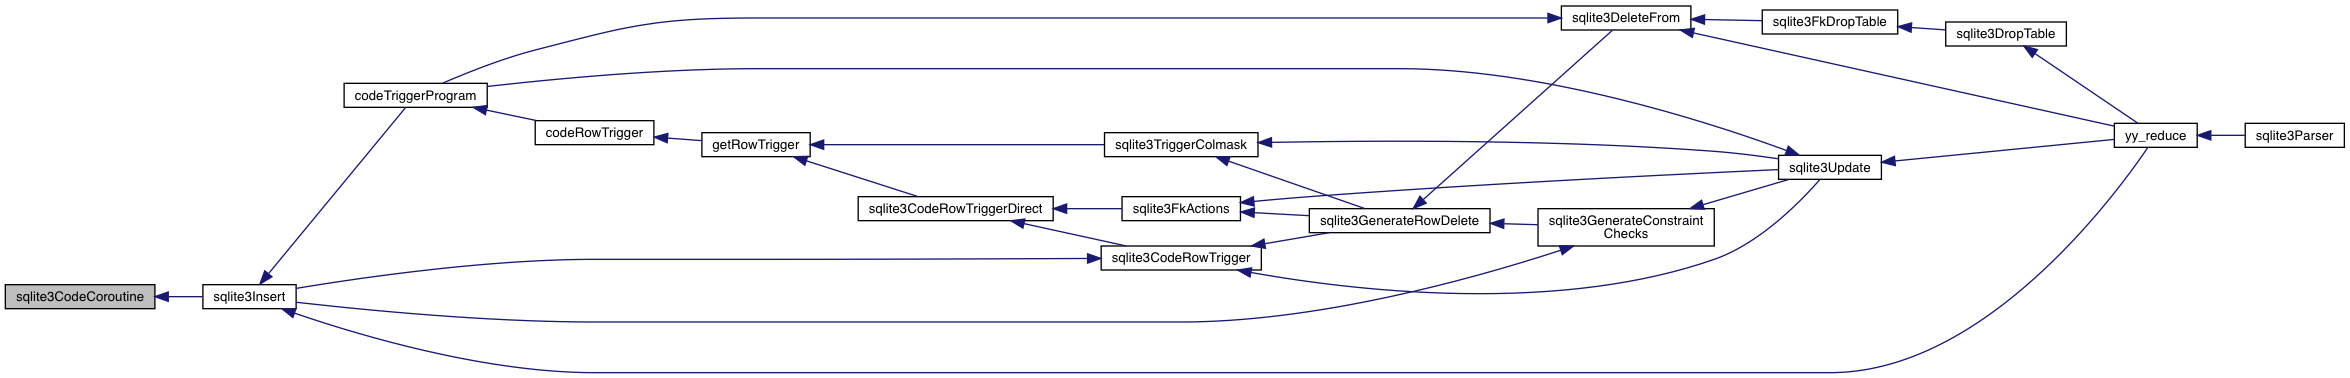 sqlite3DeleteFrom
sqlite3FkDropTable
sqlite3DropTable
codeTriggerProgram
codeRowTrigger
getRowTrigger
sqlite3TriggerColmask
yy_reduce
sqlite3Parser
sqlite3Update
sqlite3CodeRowTriggerDirect
sqlite3FkActions
sqlite3GenerateRowDelete
sqlite3GenerateConstraint
Checks
sqlite3CodeRowTrigger
sqlite3CodeCoroutine
sqlite3Insert